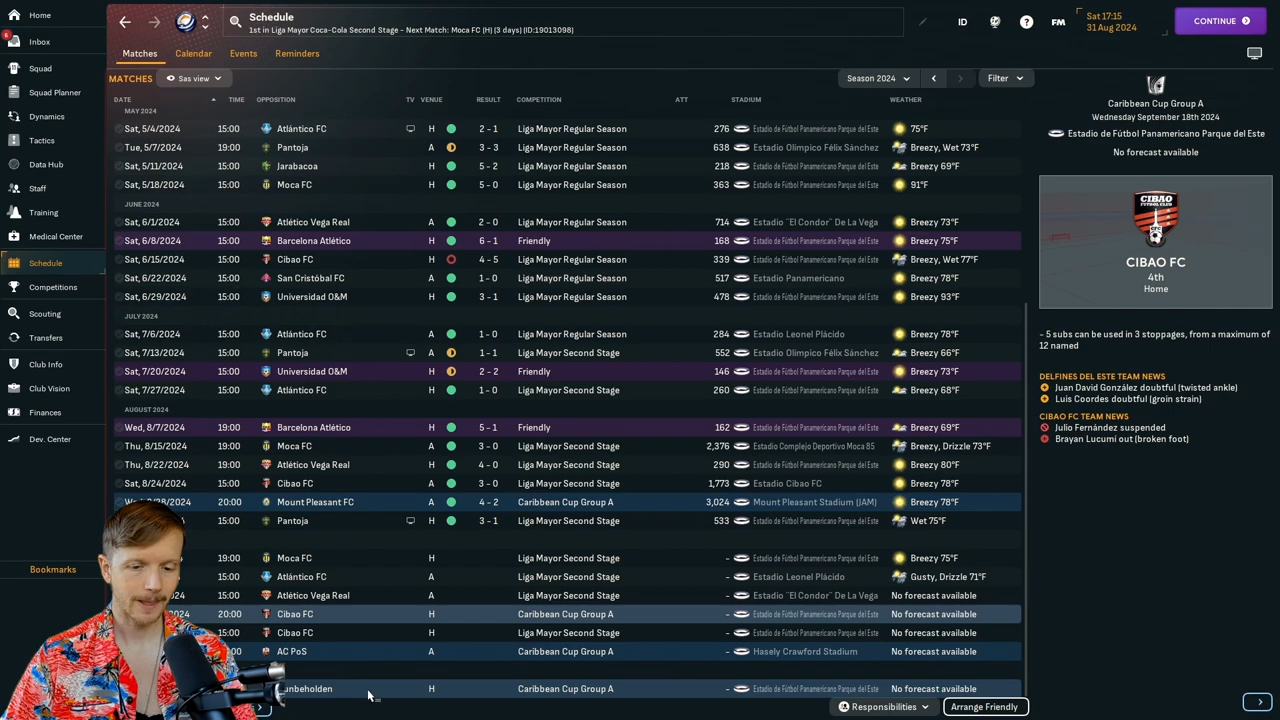 Schedule
1st in Liga Mayor Coca-Cola Second Stage - Next Match: Moca FC (H) (3 days) (ID:19013098)
ID
FM
Sat 17:15
31 Aug 2024
CONTINUE
Home
6
Inbox
Squad
Squad Planner
Dynamics
Tactics
Data Hub
Staff
Training
Medical Center
Schedule
Competitions
Scouting
Transfers
Club Info
Club Vision
Finances
Dev. Center
Bookmarks
Matches Calendar Events Reminders
MATCHES Sas view Season 2024 Filter
DATE TIME OPPOSITION TV VENUE RESULT COMPETITION ATT STADIUM WEATHER
MAY 2024
Sat, 5/4/2024 15:00 Atlántico FC H 2 - 1 Liga Mayor Regular Season 276 Estadio de Fútbol Panamericano Parque del Este 75°F
Tue, 5/7/2024 19:00 Pantoja A 3 - 3 Liga Mayor Regular Season 638 Estadio Olimpico Félix Sánchez Breezy, Wet 73°F
Sat, 5/11/2024 15:00 Jarabacoa H 5 - 2 Liga Mayor Regular Season 218 Estadio de Fútbol Panamericano Parque del Este Breezy 69°F
Sat, 5/18/2024 15:00 Moca FC H 5 - 0 Liga Mayor Regular Season 363 Estadio de Fútbol Panamericano Parque del Este 91°F
JUNE 2024
Sat, 6/1/2024 15:00 Atlético Vega Real A 2 - 0 Liga Mayor Regular Season 714 Estadio ¨El Condor¨ De La Vega Breezy 73°F
Sat, 6/8/2024 15:00 Barcelona Atlético H 6 - 1 Friendly 168 Estadio de Fútbol Panamericano Parque del Este Breezy 75°F
Sat, 6/15/2024 15:00 Cibao FC H 4 - 5 Liga Mayor Regular Season 339 Estadio de Fútbol Panamericano Parque del Este Breezy, Wet 77°F
Sat, 6/22/2024 15:00 San Cristóbal FC A 1 - 0 Liga Mayor Regular Season 517 Estadio Panamericano Breezy 78°F
Sat, 6/29/2024 15:00 Universidad O&M H 3 - 1 Liga Mayor Regular Season 478 Estadio de Fútbol Panamericano Parque del Este Breezy 93°F
JULY 2024
Sat, 7/6/2024 15:00 Atlántico FC A 1 - 0 Liga Mayor Regular Season 284 Estadio Leonel Plácido Breezy 78°F
Sat, 7/13/2024 15:00 Pantoja A 1 - 1 Liga Mayor Second Stage 552 Estadio Olimpico Félix Sánchez Breezy 66°F
Sat, 7/20/2024 15:00 Universidad O&M H 2 - 2 Friendly 146 Estadio de Fútbol Panamericano Parque del Este Breezy 73°F
Sat, 7/27/2024 15:00 Atlántico FC H 1 - 0 Liga Mayor Second Stage 260 Estadio de Fútbol Panamericano Parque del Este Breezy 68°F
AUGUST 2024
Wed, 8/7/2024 19:00 Barcelona Atlético H 5 - 1 Friendly 162 Estadio de Fútbol Panamericano Parque del Este Breezy 69°F
Thu, 8/15/2024 19:00 Moca FC A 3 - 0 Liga Mayor Second Stage 2,376 Estadio Complejo Deportivo Moca 85 Breezy, Drizzle 73°F
Thu, 8/22/2024 19:00 Atlético Vega Real H 4 - 0 Liga Mayor Second Stage 290 Estadio de Fútbol Panamericano Parque del Este Breezy 80°F
Sat, 8/24/2024 15:00 Cibao FC A 3 - 0 Liga Mayor Second Stage 1,773 Estadio Cibao FC Breezy 78°F
/28/2024 20:00 Mount Pleasant FC A 4 - 2 Caribbean Cup Group A 3,024 Mount Pleasant Stadium (JAM) Breezy 78°F
15:00 Pantoja H 3 - 1 Liga Mayor Second Stage 533 Estadio de Fútbol Panamericano Parque del Este Wet 75°F
19:00 Moca FC H Liga Mayor Second Stage - Estadio de Fútbol Panamericano Parque del Este Breezy 75°F
15:00 Atlántico FC A Liga Mayor Second Stage - Estadio Leonel Plácido Gusty, Drizzle 71°F
15:00 Atlético Vega Real A Liga Mayor Second Stage - Estadio ¨El Condor¨ De La Vega No forecast available
20:00 Cibao FC H Caribbean Cup Group A - Estadio de Fútbol Panamericano Parque del Este No forecast available
15:00 Cibao FC H Liga Mayor Second Stage - Estadio de Fútbol Panamericano Parque del Este No forecast available
:00 AC PoS A Caribbean Cup Group A - Hasely Crawford Stadium No forecast available
unbeholden H Caribbean Cup Group A - Estadio de Fútbol Panamericano Parque del Este No forecast available
Responsibilities Arrange Friendly
Caribbean Cup Group A
Wednesday September 18th 2024
Estadio de Fútbol Panamericano Parque del Este
No forecast available
CIBAO
FUTBOL CLUB
CFC
CIBAO FC
4th
Home
- 5 subs can be used in 3 stoppages, from a maximum of
12 named
DELFINES DEL ESTE TEAM NEWS
Juan David González doubtful (twisted ankle)
Luis Coordes doubtful (groin strain)
CIBAO FC TEAM NEWS
Julio Fernández suspended
Brayan Lucumí out (broken foot)